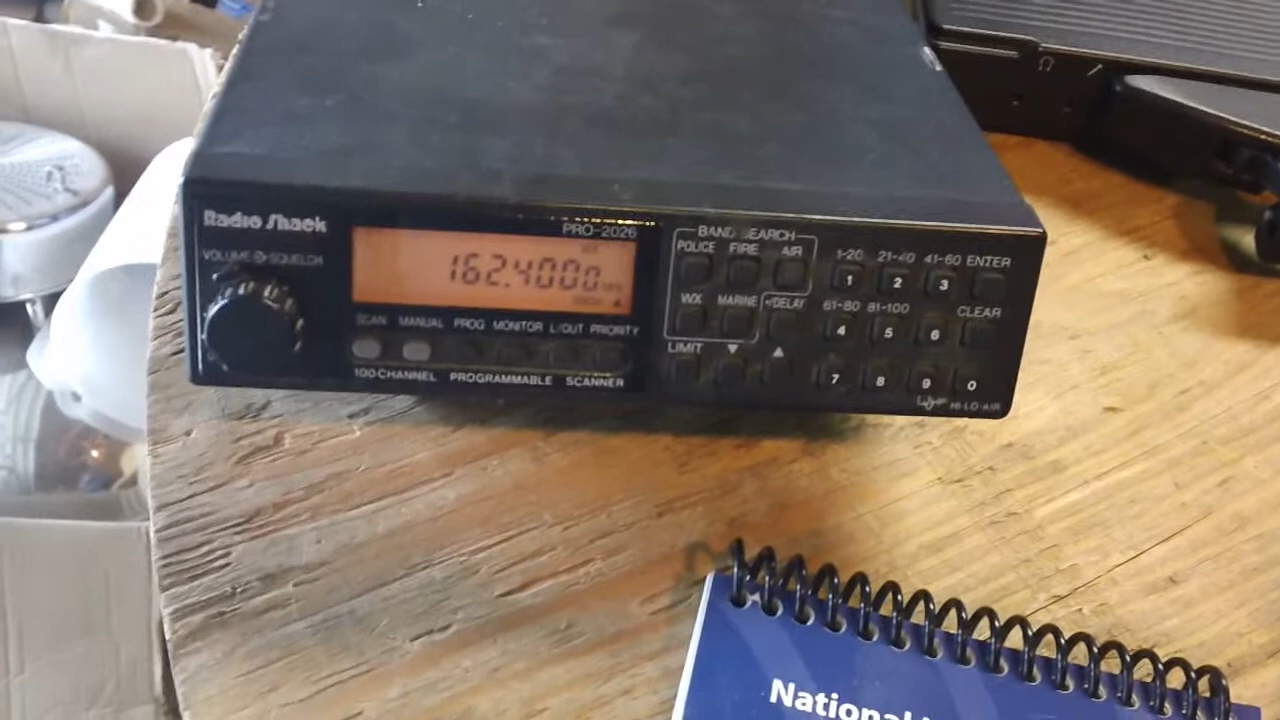 Radio Shack
PRO-2026
VOLUME SQUELCH
162.4000
SCAN MANUAL PROG MONITOR L/OUT PRIORITY
100 CHANNEL PROGRAMMABLE SCANNER
BAND SEARCH
POLICE FIRE AIR
WX MARINE DELAY
LIMIT ▼ ▲
1-20 21-40 41-60 ENTER
1 2 3
61-80 81-100 CLEAR
4 5 6
7 8 9 0
HI-LO-AIR
National